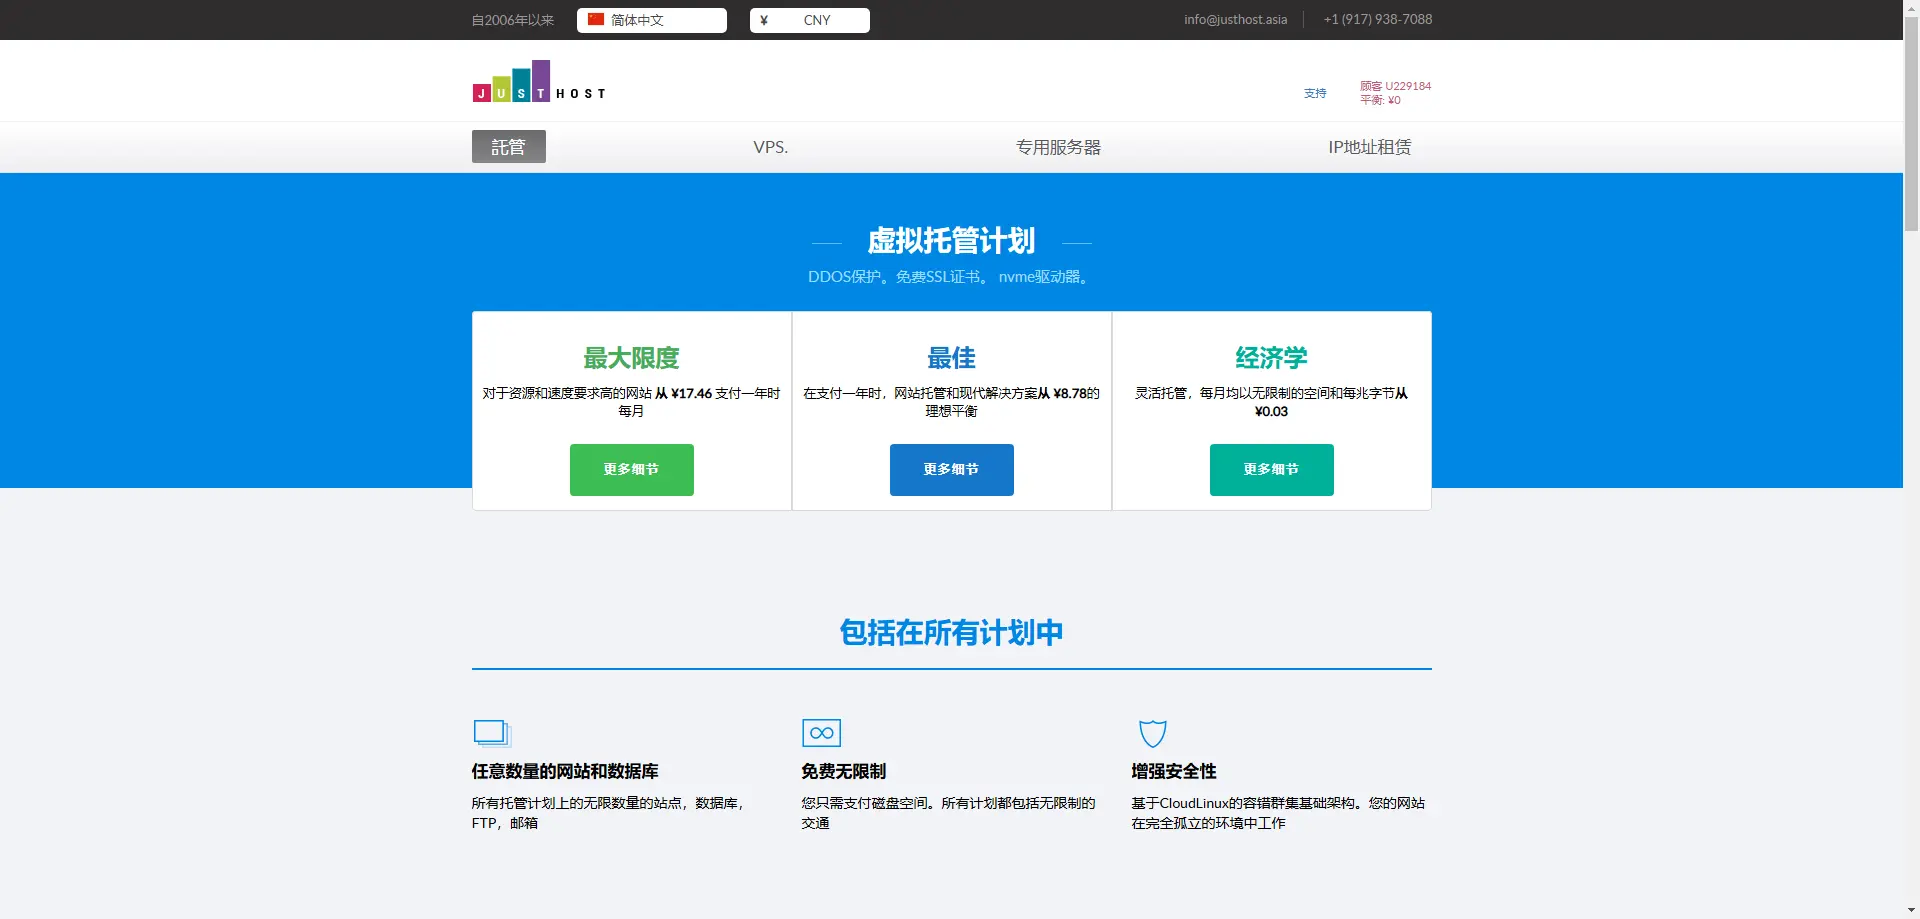 自2006年以来
简体中文
¥ CNY
info@justhost.asia
+1 (917) 938-7088
JUST HOST
支持
顾客 U229184
平衡: ¥0
託管
VPS.
专用服务器
IP地址租赁
虚拟托管计划
DDOS保护。免费SSL证书。 nvme驱动器。
最大限度
对于资源和速度要求高的网站 从 ¥17.46 支付一年时
每月
更多细节
最佳
在支付一年时，网站托管和现代解决方案从 ¥8.78的
理想平衡
更多细节
经济学
灵活托管，每月均以无限制的空间和每兆字节从
¥0.03
更多细节
包括在所有计划中
任意数量的网站和数据库
所有托管计划上的无限数量的站点，数据库，
FTP，邮箱
免费无限制
您只需支付磁盘空间。所有计划都包括无限制的
交通
增强安全性
基于CloudLinux的容错群集基础架构。您的网站
在完全孤立的环境中工作